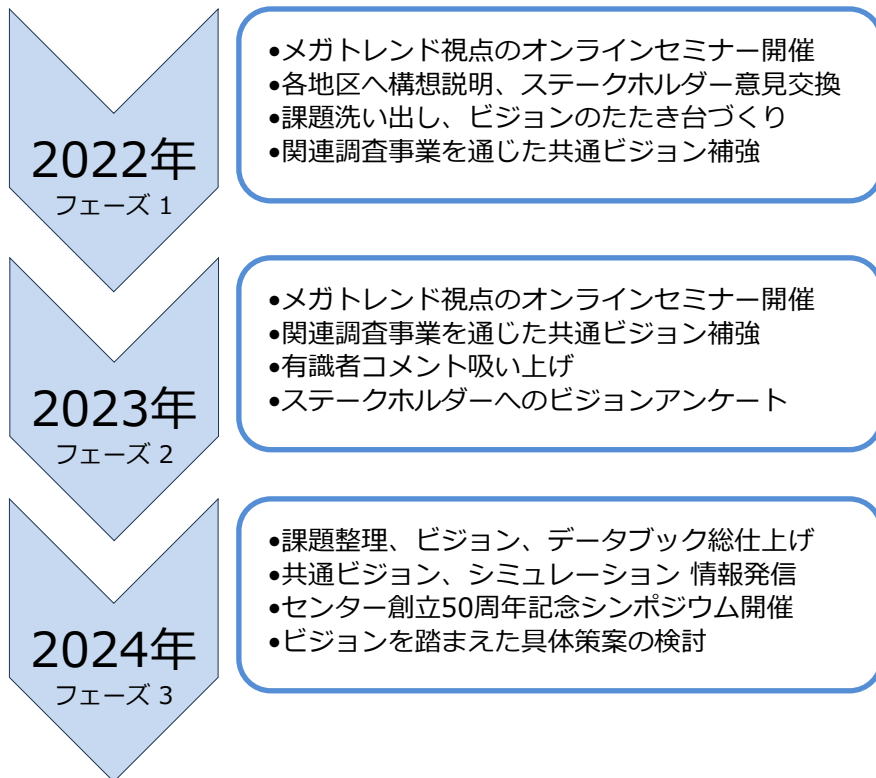 2022年
フェーズ 1
•メガトレンド視点のオンラインセミナー開催
•各地区へ構想説明、ステークホルダー意見交換
•課題洗い出し、ビジョンのたたき台づくり
•関連調査事業を通じた共通ビジョン補強
2023年
フェーズ 2
•メガトレンド視点のオンラインセミナー開催
•関連調査事業を通じた共通ビジョン補強
•有識者コメント吸い上げ
•ステークホルダーへのビジョンアンケート
2024年
フェーズ 3
•課題整理、ビジョン、データブック総仕上げ
•共通ビジョン、シミュレーション 情報発信
•センター創立50周年記念シンポジウム開催
•ビジョンを踏まえた具体策案の検討